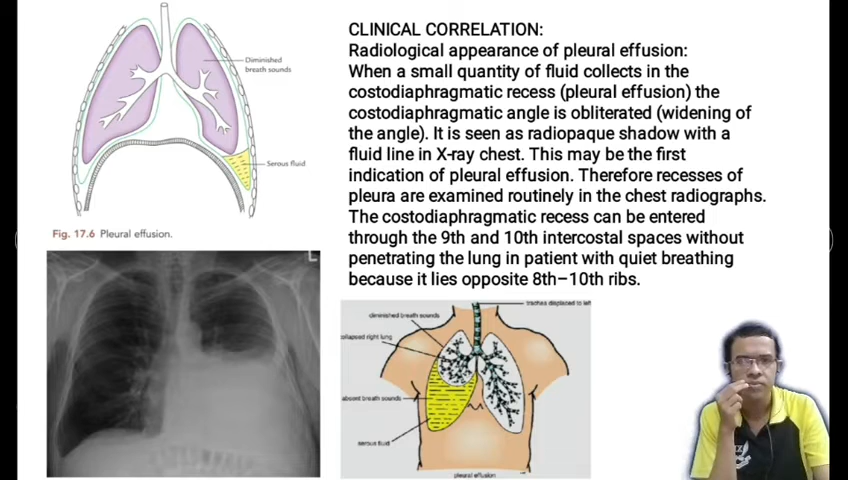 Diminished
breath sounds
Serous fluid
Fig. 17.6 Pleural effusion.
L
CLINICAL CORRELATION:
Radiological appearance of pleural effusion:
When a small quantity of fluid collects in the
costodiaphragmatic recess (pleural effusion) the
costodiaphragmatic angle is obliterated (widening of
the angle). It is seen as radiopaque shadow with a
fluid line in X-ray chest. This may be the first
indication of pleural effusion. Therefore recesses of
pleura are examined routinely in the chest radiographs.
The costodiaphragmatic recess can be entered
through the 9th and 10th intercostal spaces without
penetrating the lung in patient with quiet breathing
because it lies opposite 8th–10th ribs.
trachea displaced to left
diminished breath sounds
collapsed right lung
absent breath sounds
serous fluid
pleural effusion